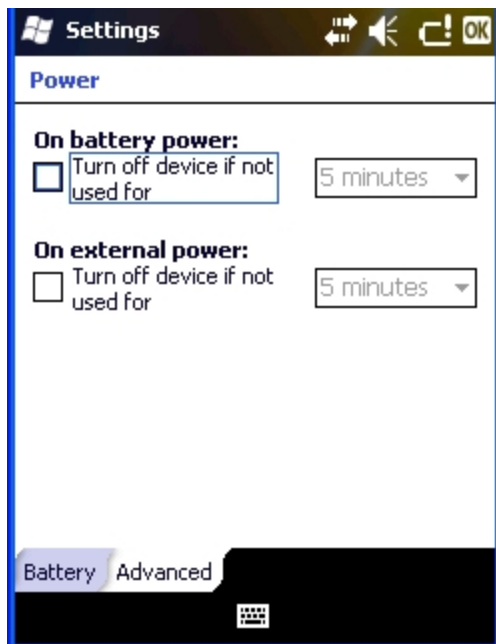 Settings
OK
Power
On battery power:
Turn off device if not
used for
5 minutes
On external power:
Turn off device if not
used for
5 minutes
Battery Advanced